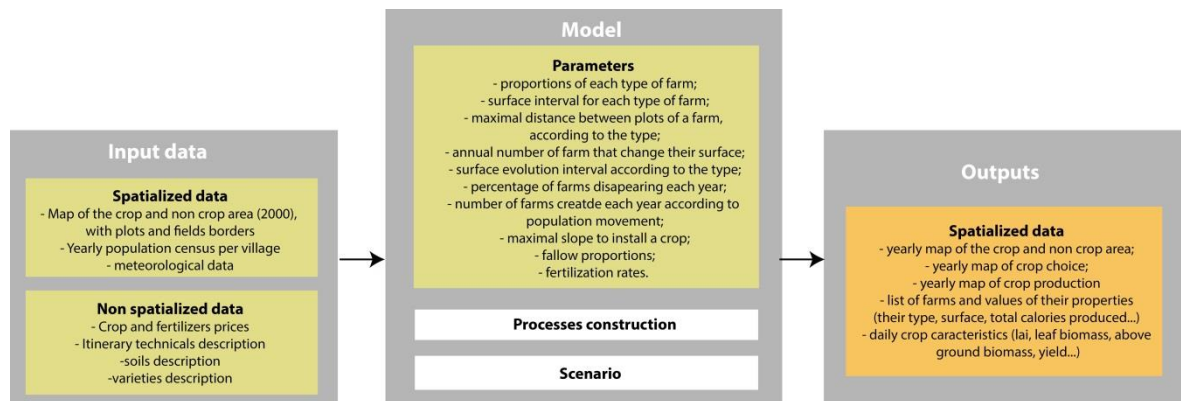 Input data
Spatialized data
- Map of the crop and non crop area (2000),
with plots and fields borders
- Yearly population census per village
- meteorological data
Non spatialized data
- Crop and fertilizers prices
- Itinerary technicals description
-soils description
-varieties description
Model
Parameters
- proportions of each type of farm;
- surface interval for each type of farm;
- maximal distance between plots of a farm,
according to the type;
- annual number of farm that change their surface;
- surface evolution interval according to the type;
- percentage of farms disapearing each year;
- number of farms creatde each year according to
population movement;
- maximal slope to install a crop;
- fallow proportions;
- fertilization rates.
Processes construction
Scenario
Outputs
Spatialized data
- yearly map of the crop and non crop area;
- yearly map of crop choice;
- yearly map of crop production
- list of farms and values of their properties
(their type, surface, total calories produced...)
- daily crop caracteristics (lai, leaf biomass, above
ground biomass, yield...)